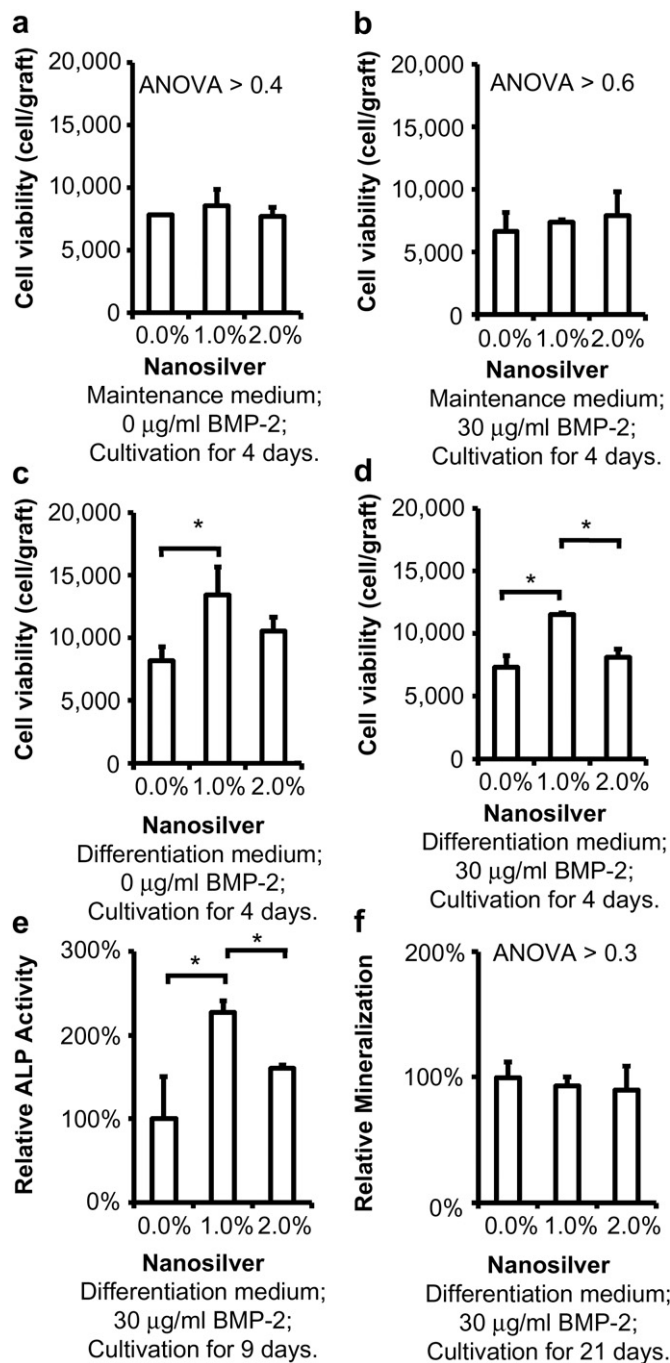 a
Cell viability (cell/graft)
20,000
15,000
10,000
5,000
0
ANOVA > 0.4
0.0% 1.0% 2.0%
Nanosilver
Maintenance medium;
0 μg/ml BMP-2;
Cultivation for 4 days.
b
Cell viability (cell/graft)
20,000
15,000
10,000
5,000
0
ANOVA > 0.6
0.0% 1.0% 2.0%
Nanosilver
Maintenance medium;
30 μg/ml BMP-2;
Cultivation for 4 days.
c
Cell viability (cell/graft)
20,000
15,000
10,000
5,000
0
*
0.0% 1.0% 2.0%
Nanosilver
Differentiation medium;
0 μg/ml BMP-2;
Cultivation for 4 days.
d
Cell viability (cell/graft)
20,000
15,000
10,000
5,000
0
*
*
0.0% 1.0% 2.0%
Nanosilver
Differentiation medium;
30 μg/ml BMP-2;
Cultivation for 4 days.
e
Relative ALP Activity
300%
200%
100%
0%
*
*
0.0% 1.0% 2.0%
Nanosilver
Differentiation medium;
30 μg/ml BMP-2;
Cultivation for 9 days.
f
Relative Mineralization
200%
100%
0%
ANOVA > 0.3
0.0% 1.0% 2.0%
Nanosilver
Differentiation medium;
30 μg/ml BMP-2;
Cultivation for 21 days.